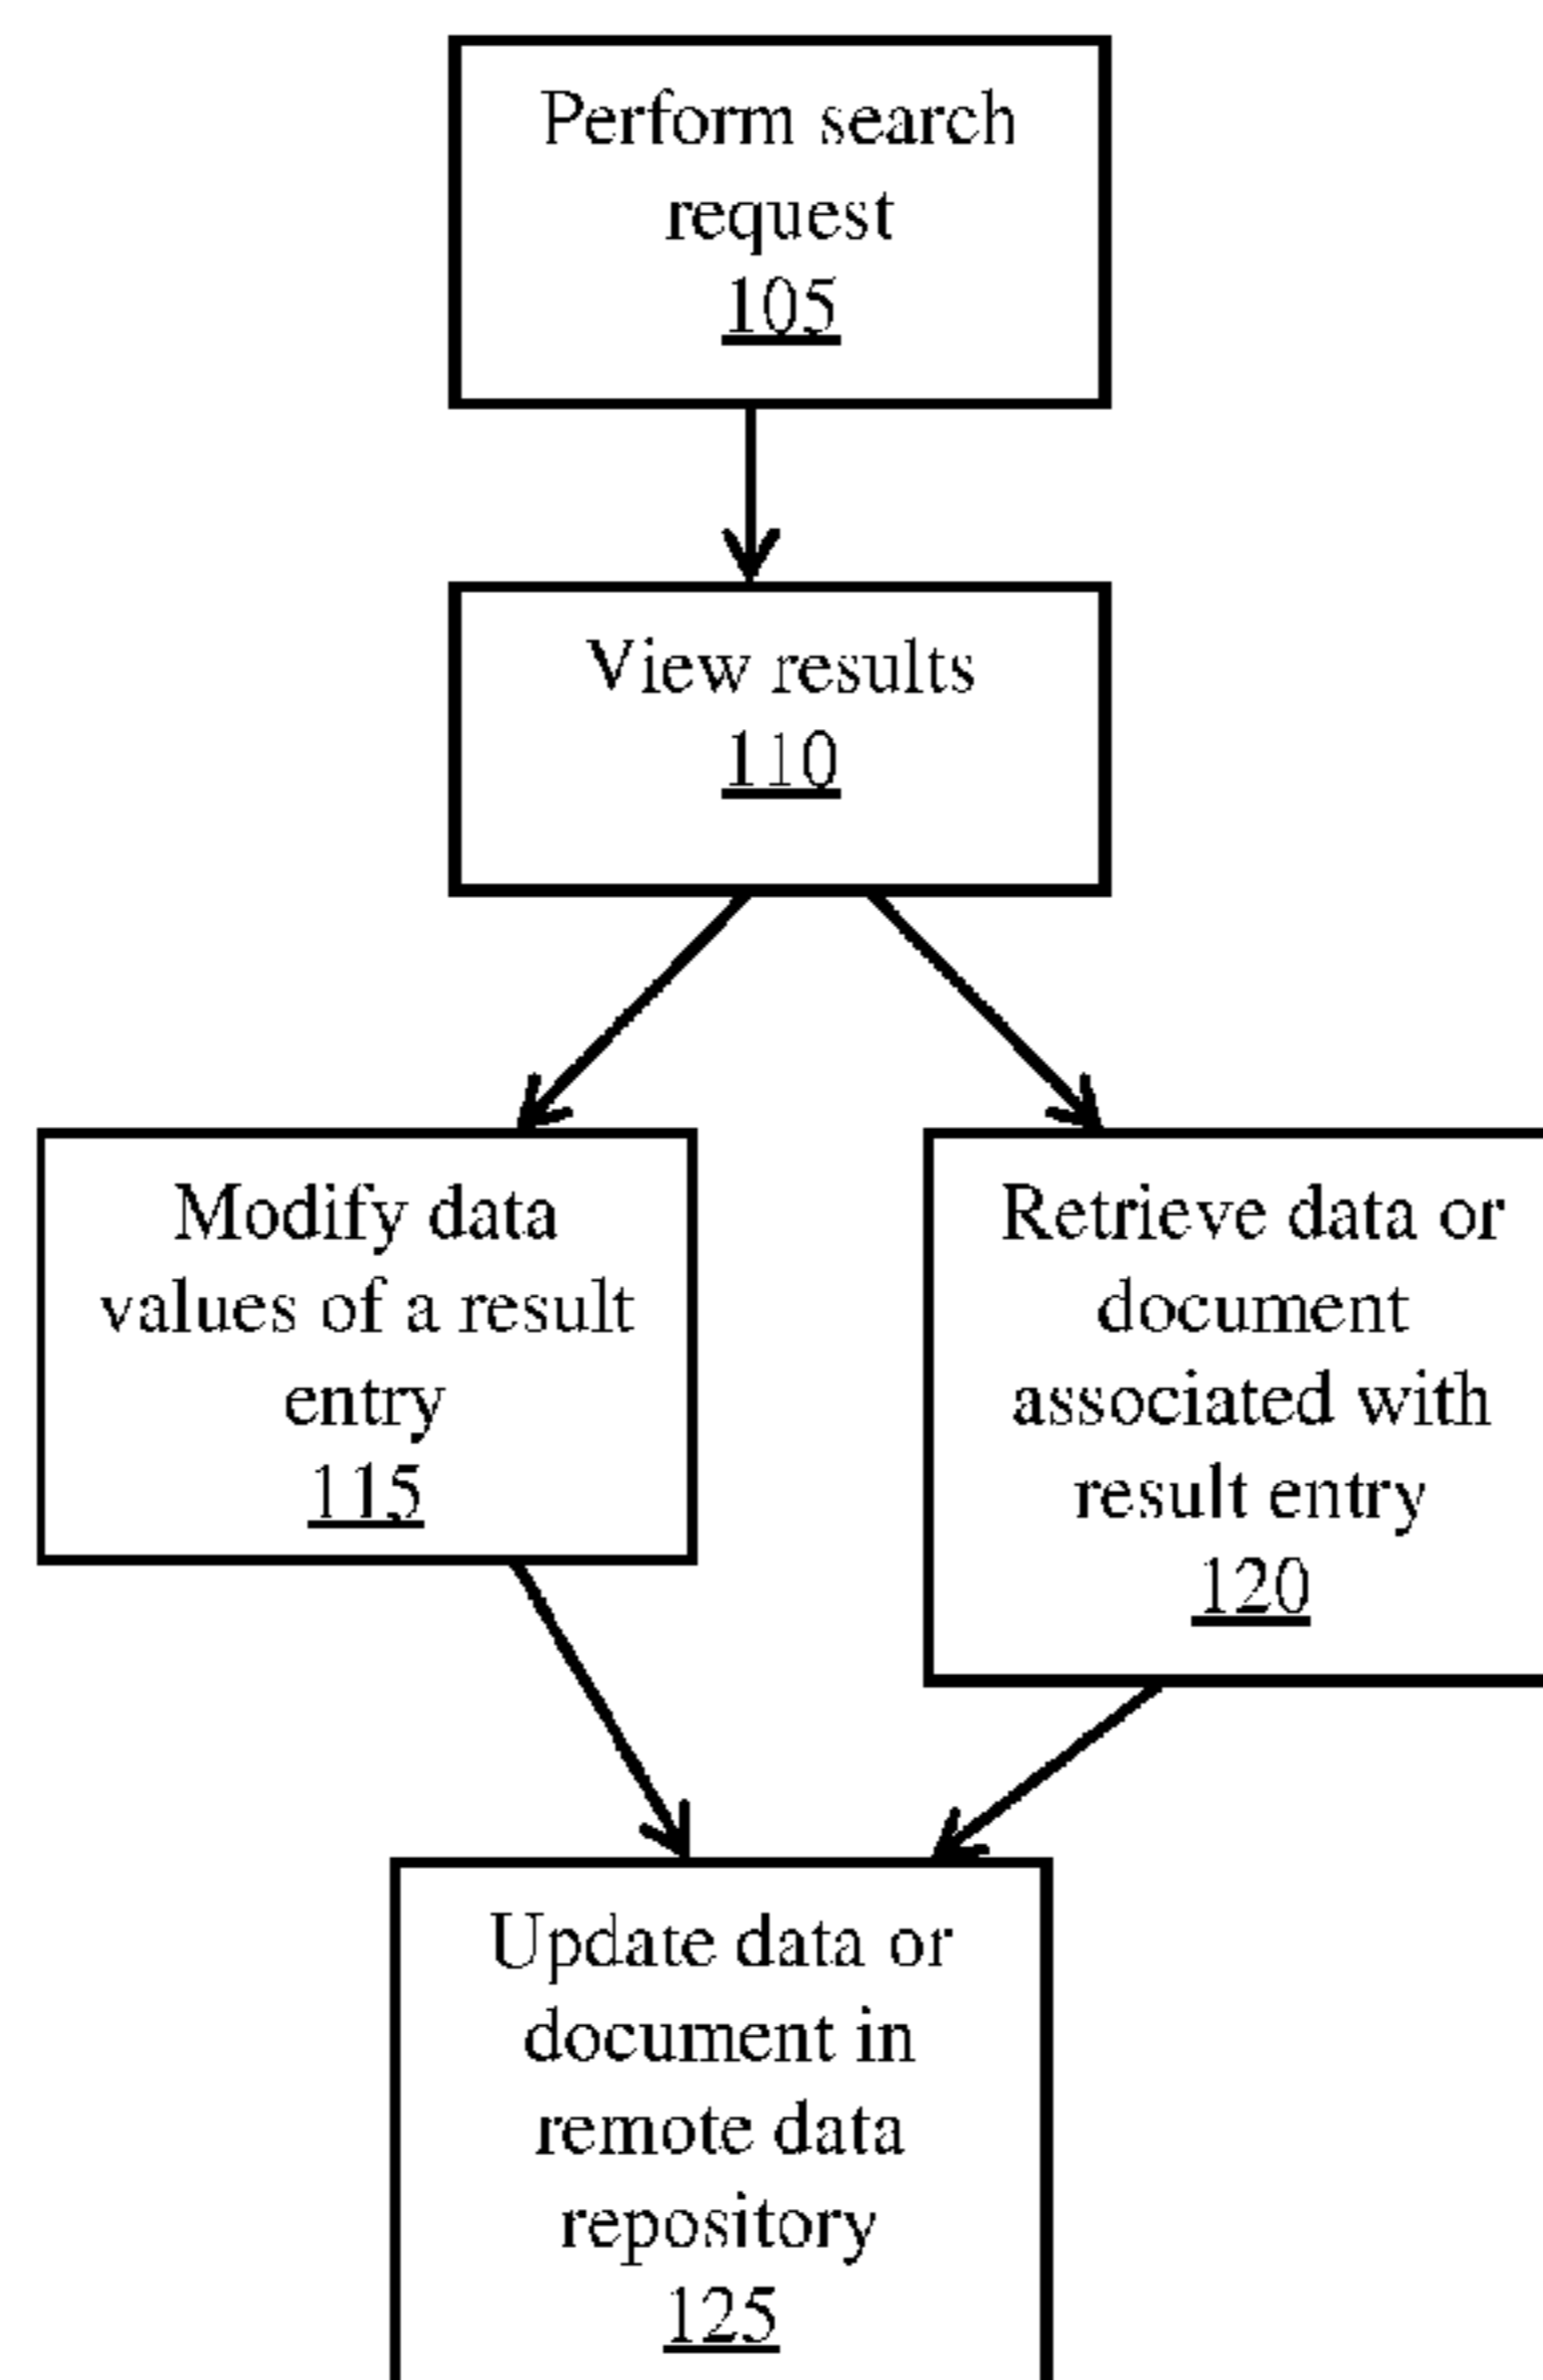 Perform search
request
105
View results
110
Modify data
values of a result
entry
115
Retrieve data or
document
associated with
result entry
120
Update data or
document in
remote data
repository
125